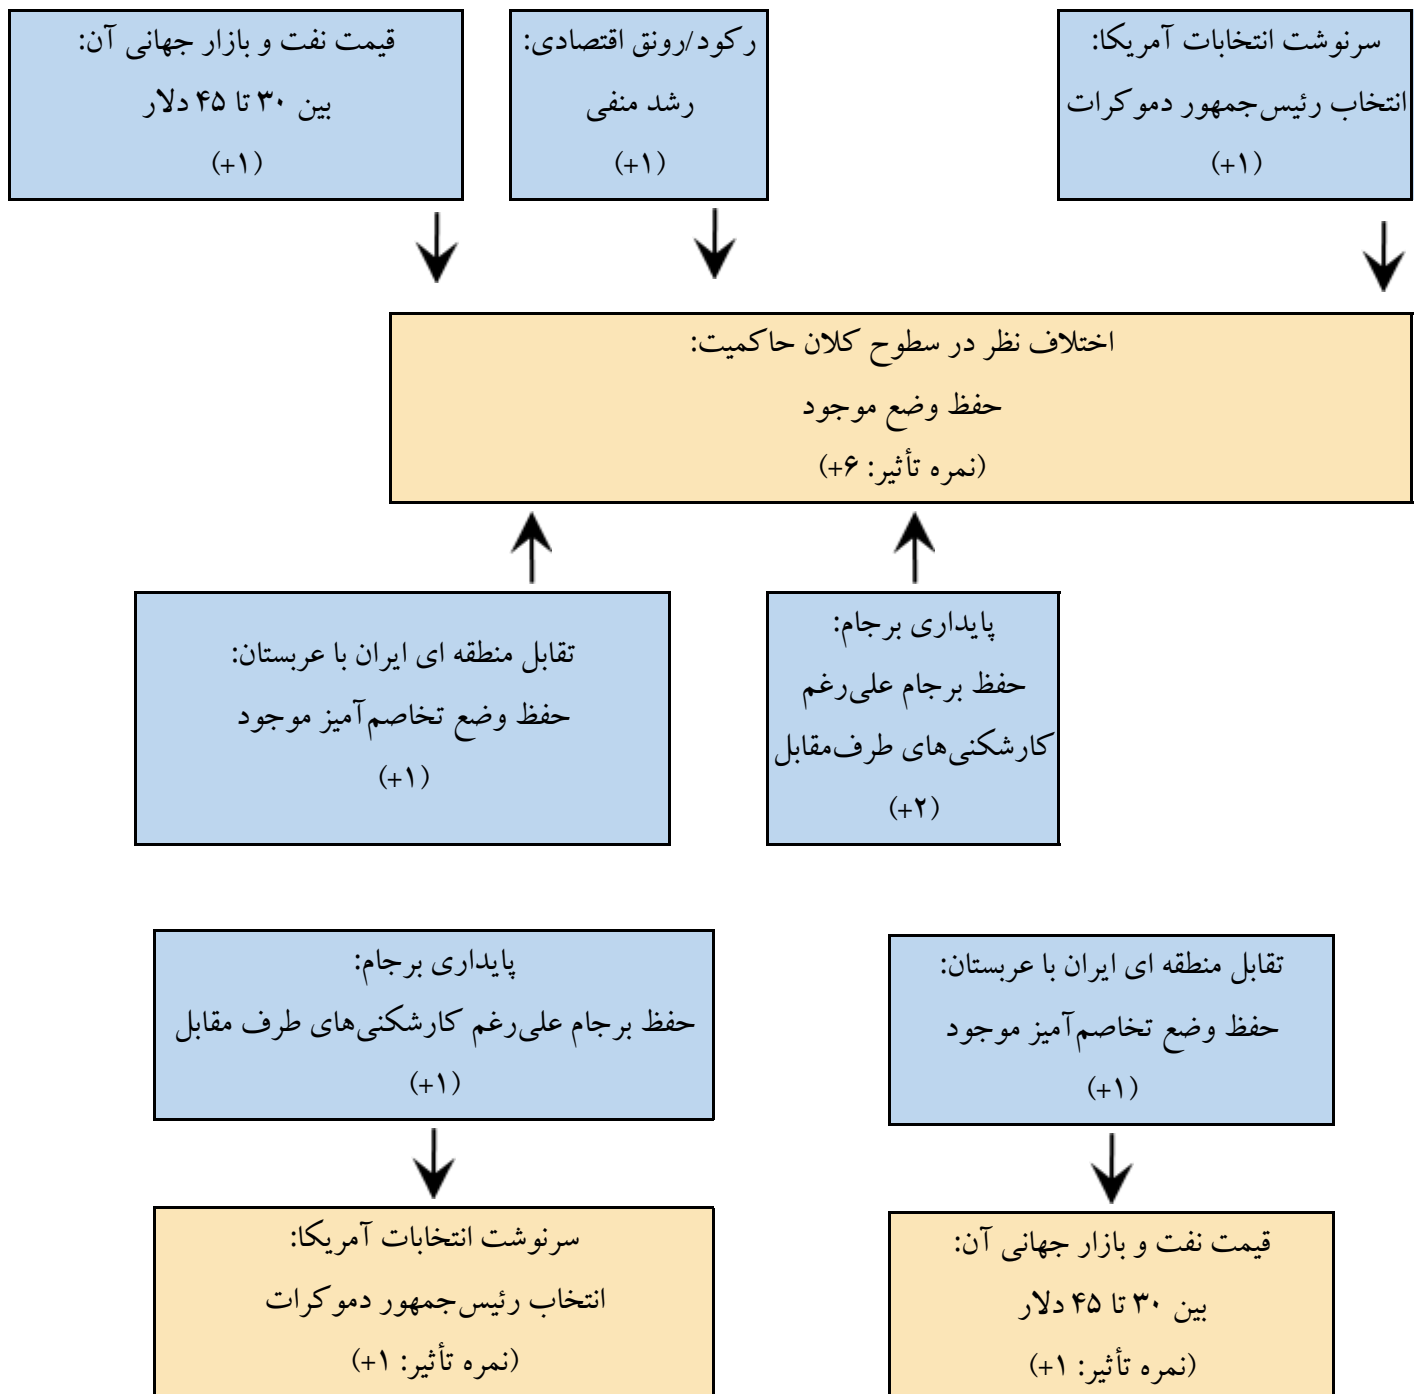 سرنوشت انتخابات آمریکا:
انتخاب رئیس‌جمهور دموکرات
(+۱)
رکود/رونق اقتصادی:
رشد منفی
(+۱)
قیمت نفت و بازار جهانی آن:
بین ۳۰ تا ۴۵ دلار
(+۱)
اختلاف نظر در سطوح کلان حاکمیت:
حفظ وضع موجود
(نمره تأثیر: ۶+)
پایداری برجام:
حفظ برجام علی‌رغم
کارشکنی‌های طرف‌مقابل
(+۲)
تقابل منطقه ای ایران با عربستان:
حفظ وضع تخاصم‌آمیز موجود
(+۱)
تقابل منطقه ای ایران با عربستان:
حفظ وضع تخاصم‌آمیز موجود
(+۱)
قیمت نفت و بازار جهانی آن:
بین ۳۰ تا ۴۵ دلار
(نمره تأثیر: ۱+)
پایداری برجام:
حفظ برجام علی‌رغم کارشکنی‌های طرف مقابل
(+۱)
سرنوشت انتخابات آمریکا:
انتخاب رئیس‌جمهور دموکرات
(نمره تأثیر: ۱+)